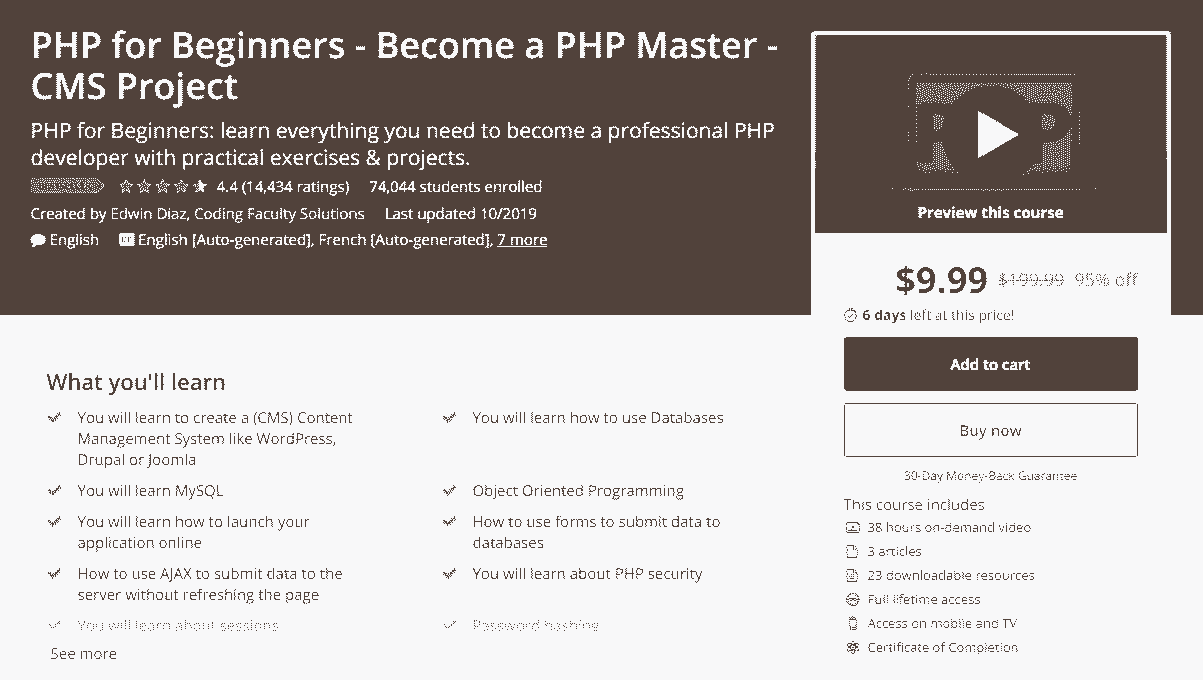 PHP for Beginners - Become a PHP Master -
CMS Project
PHP for Beginners: learn everything you need to become a professional PHP
developer with practical exercises & projects.
4.4 (14,434 ratings) 74,044 students enrolled
Created by Edwin Diaz, Coding Faculty Solutions Last updated 10/2019
English English [Auto-generated], French [Auto-generated], 7 more
Preview this course
$9.99 $199.99 95% off
6 days left at this price!
Add to cart
Buy now
30-Day Money-Back Guarantee
This course includes
38 hours on-demand video
3 articles
23 downloadable resources
Full lifetime access
Access on mobile and TV
Certificate of Completion
What you'll learn
You will learn to create a (CMS) Content
Management System like WordPress,
Drupal or Joomla
You will learn how to use Databases
You will learn MySQL
Object Oriented Programming
You will learn how to launch your
application online
How to use forms to submit data to
databases
How to use AJAX to submit data to the
server without refreshing the page
You will learn about PHP security
You will learn about sessions
Password hashing
See more